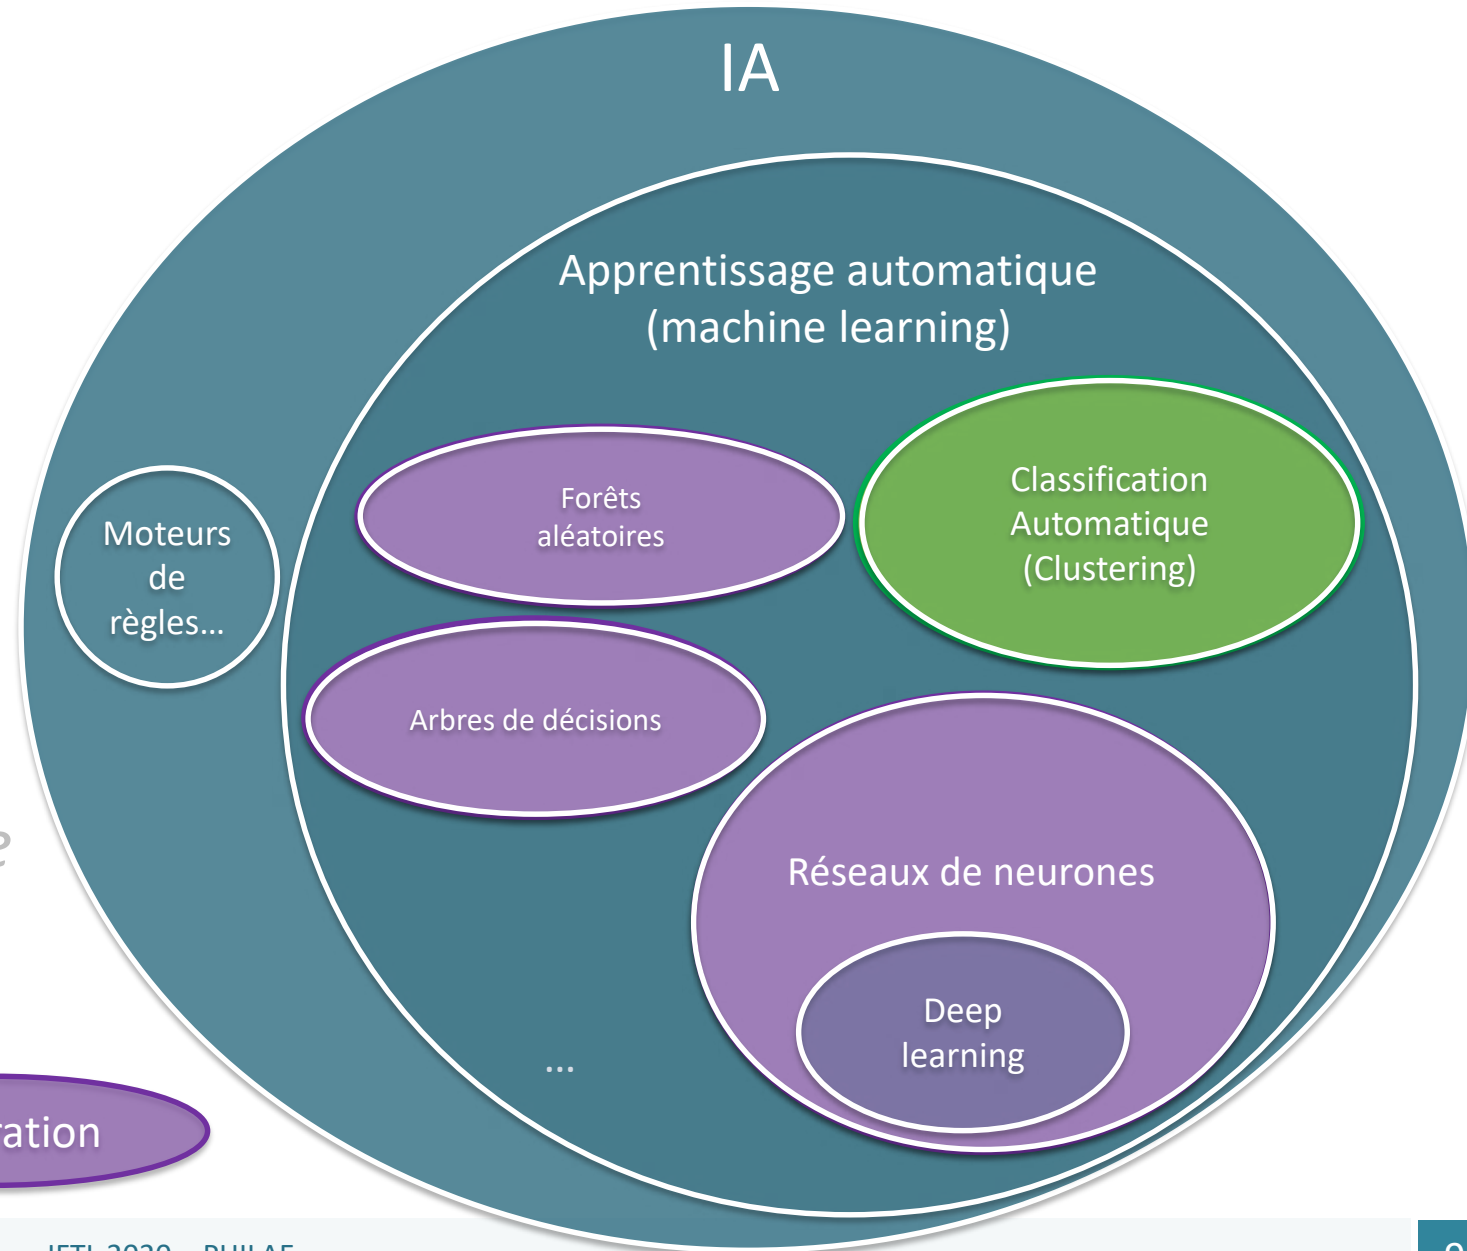 IA
Apprentissage automatique
(machine learning)
Forêts
aléatoires
Classification
Automatique
(Clustering)
Moteurs
de
règles...
Arbres de décisions
Réseaux de neurones
Deep
learning
...